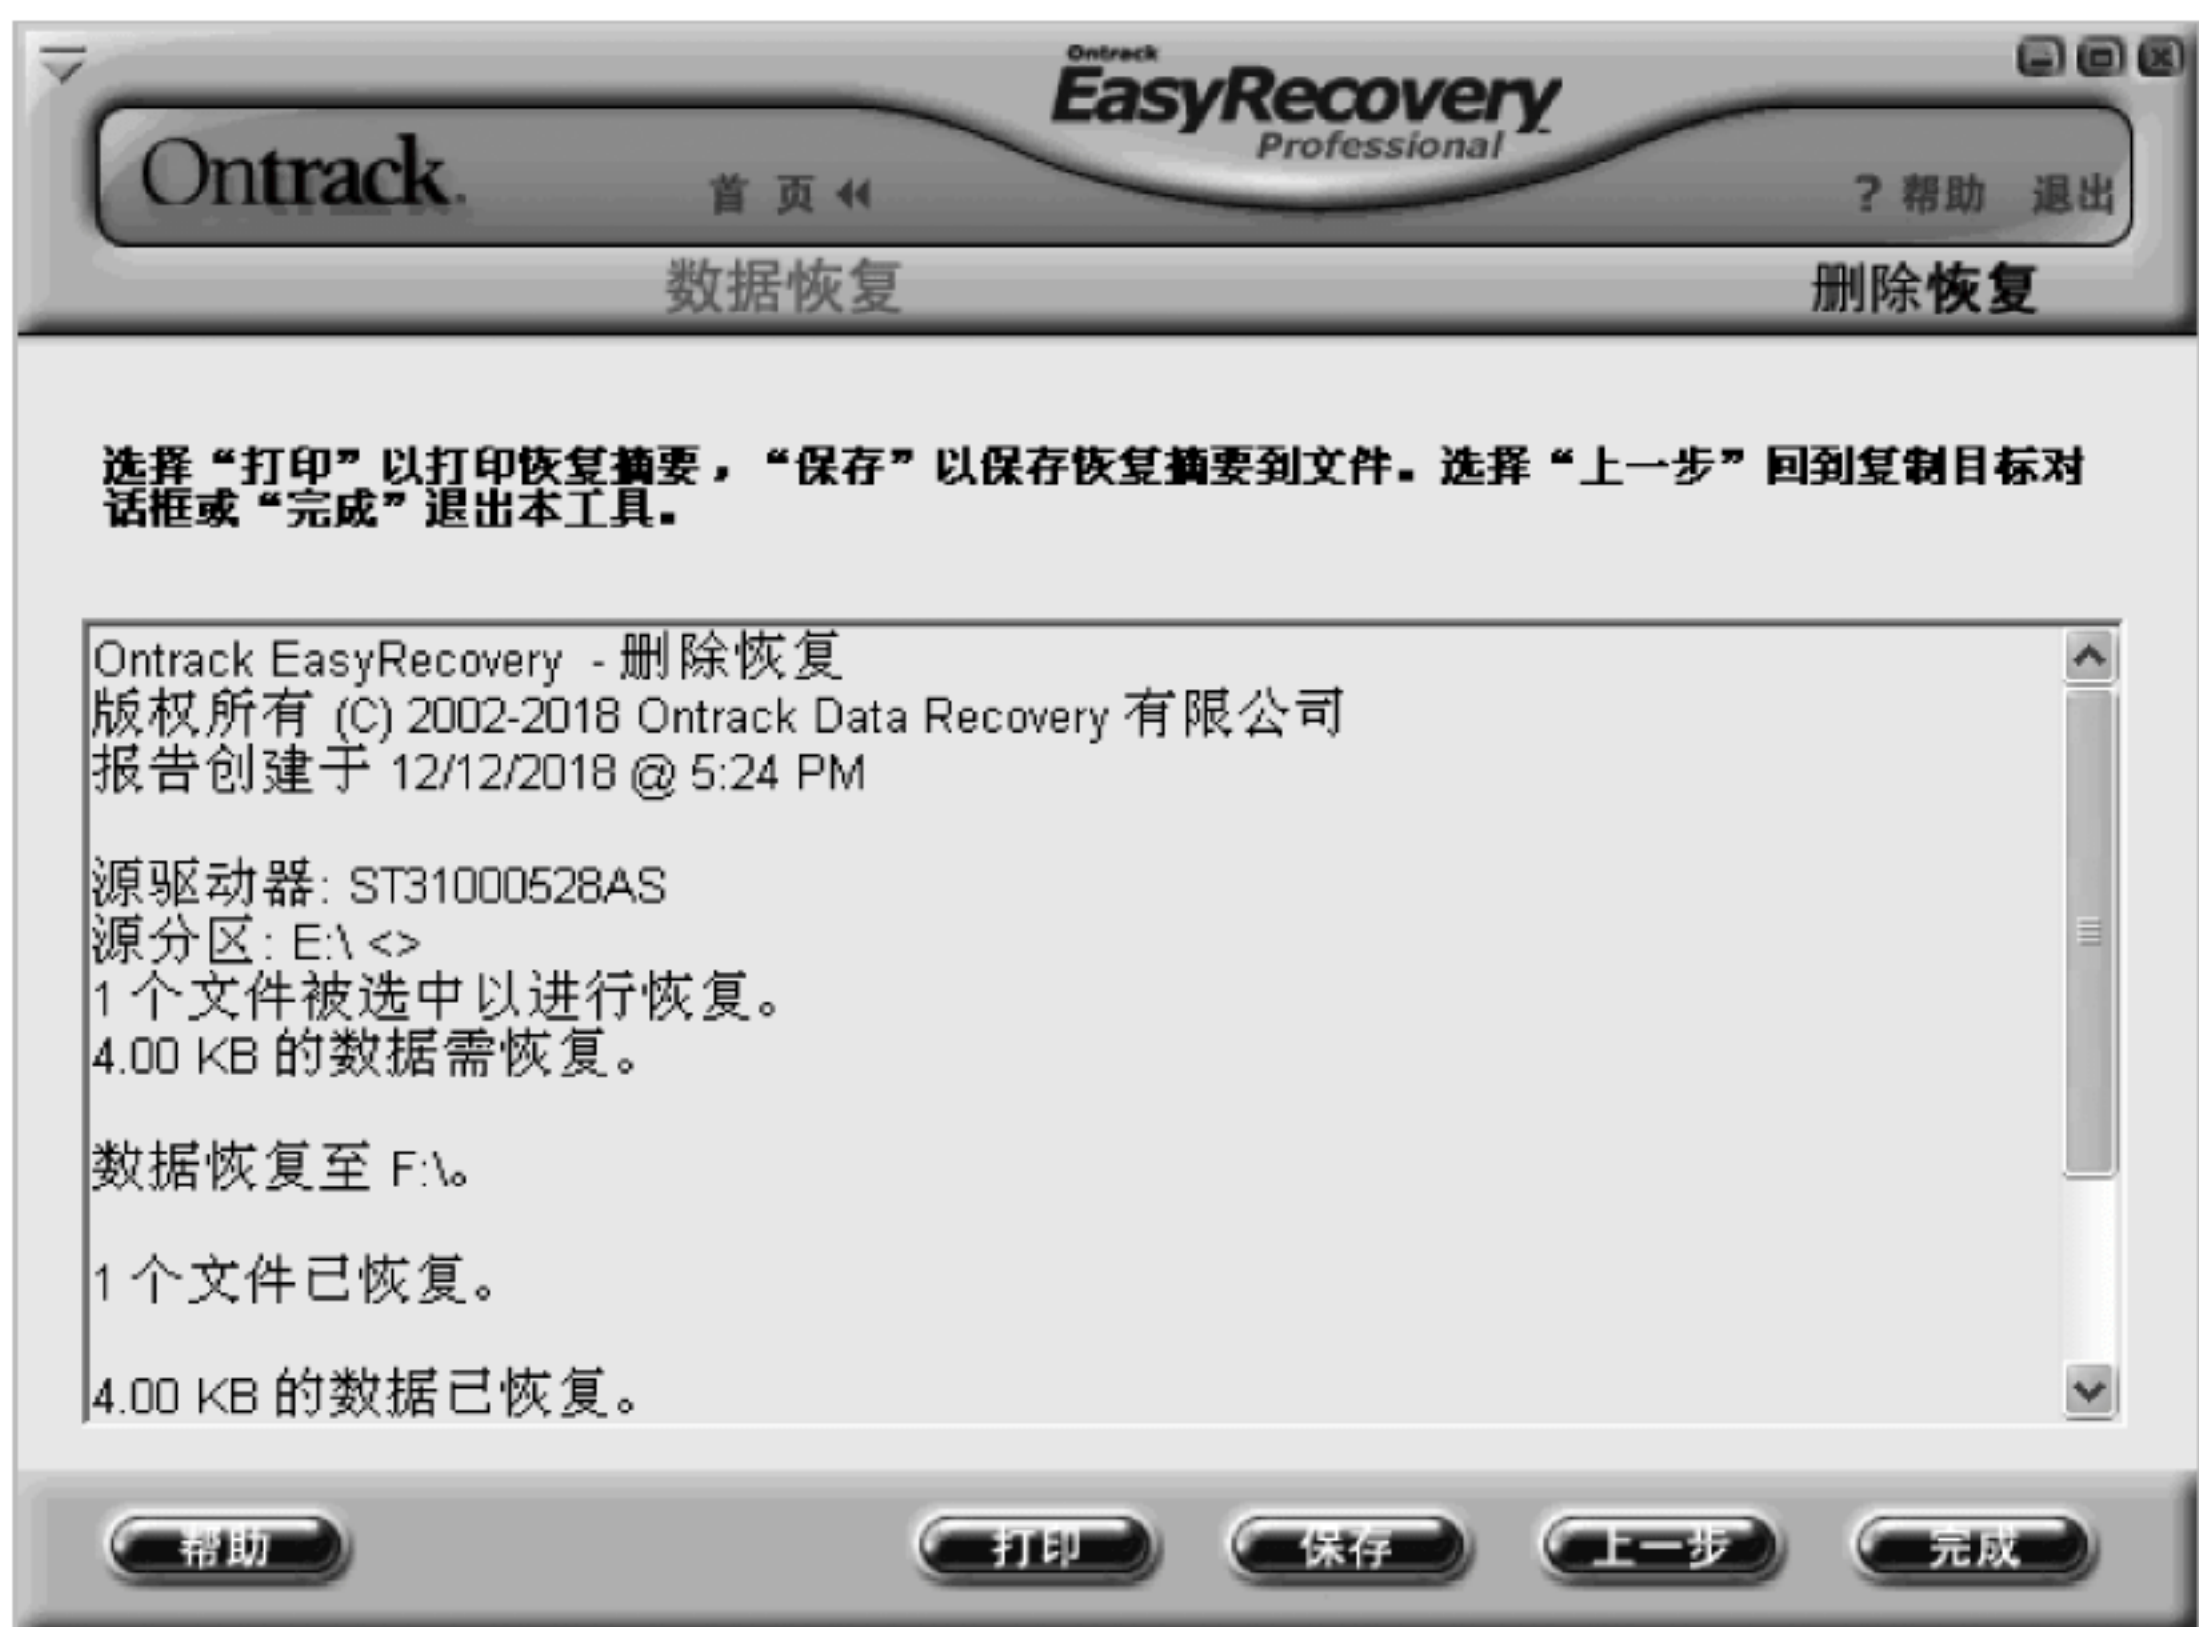 Ontrack
EasyRecovery
Professional
Ontrack.
首 页
? 帮助 退出
数据恢复
删除恢复
选择“打印”以打印恢复摘要，“保存”以保存恢复摘要到文件。选择“上一步”回到复制目标对
话框或“完成”退出本工具。
Ontrack EasyRecovery - 删除恢复
版权所有 (C) 2002-2018 Ontrack Data Recovery 有限公司
报告创建于 12/12/2018 @ 5:24 PM
源驱动器: ST31000528AS
源分区: E:\ <>
1 个文件被选中以进行恢复。
4.00 KB 的数据需恢复。
数据恢复至 F:\。
1 个文件已恢复。
4.00 KB 的数据已恢复。
帮助 打印 保存 上一步 完成